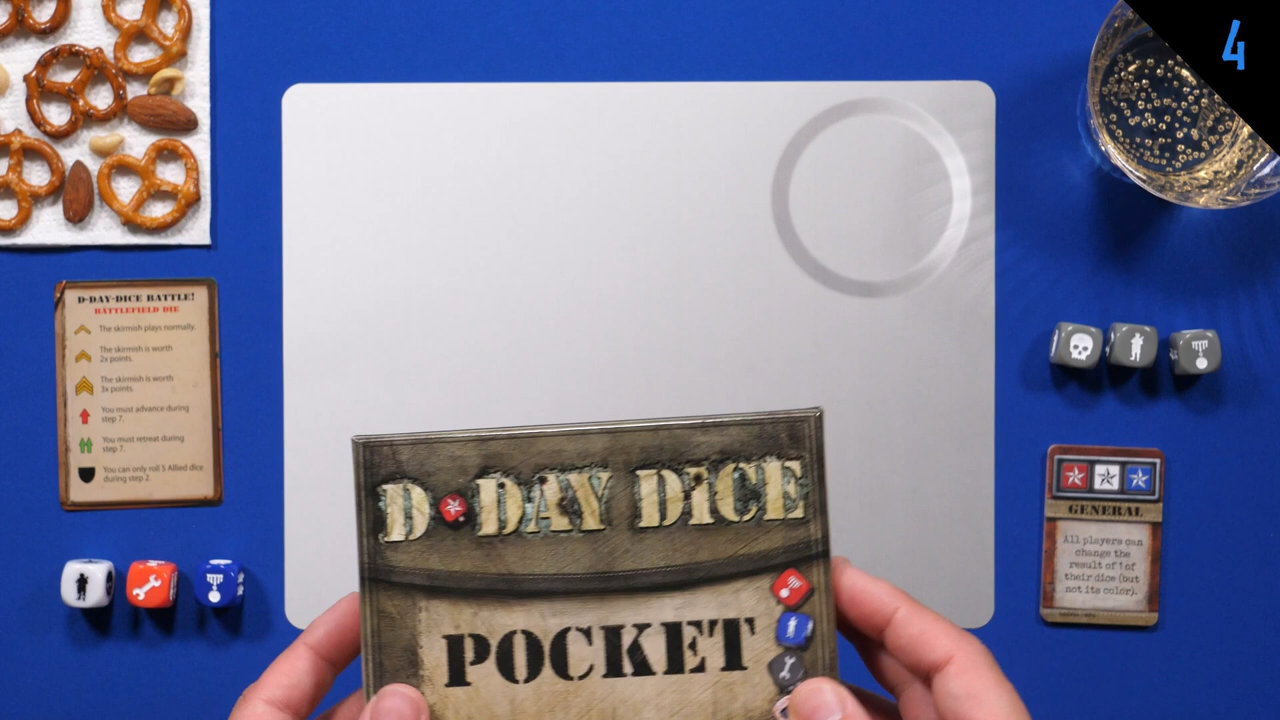 4
D-DAY-DICE BATTLE!
BATTLEFIELD DIE
The skirmish plays normally.
The skirmish is worth
2x points.
The skirmish is worth
3x points.
You must advance during
step 7.
You must retreat during
step 7.
You can only roll 5 Allied dice
during step 2.
GENERAL
All players can
change the
result of 1 of
their dice (but
not its color).
D-DAY DiCE
POCKET